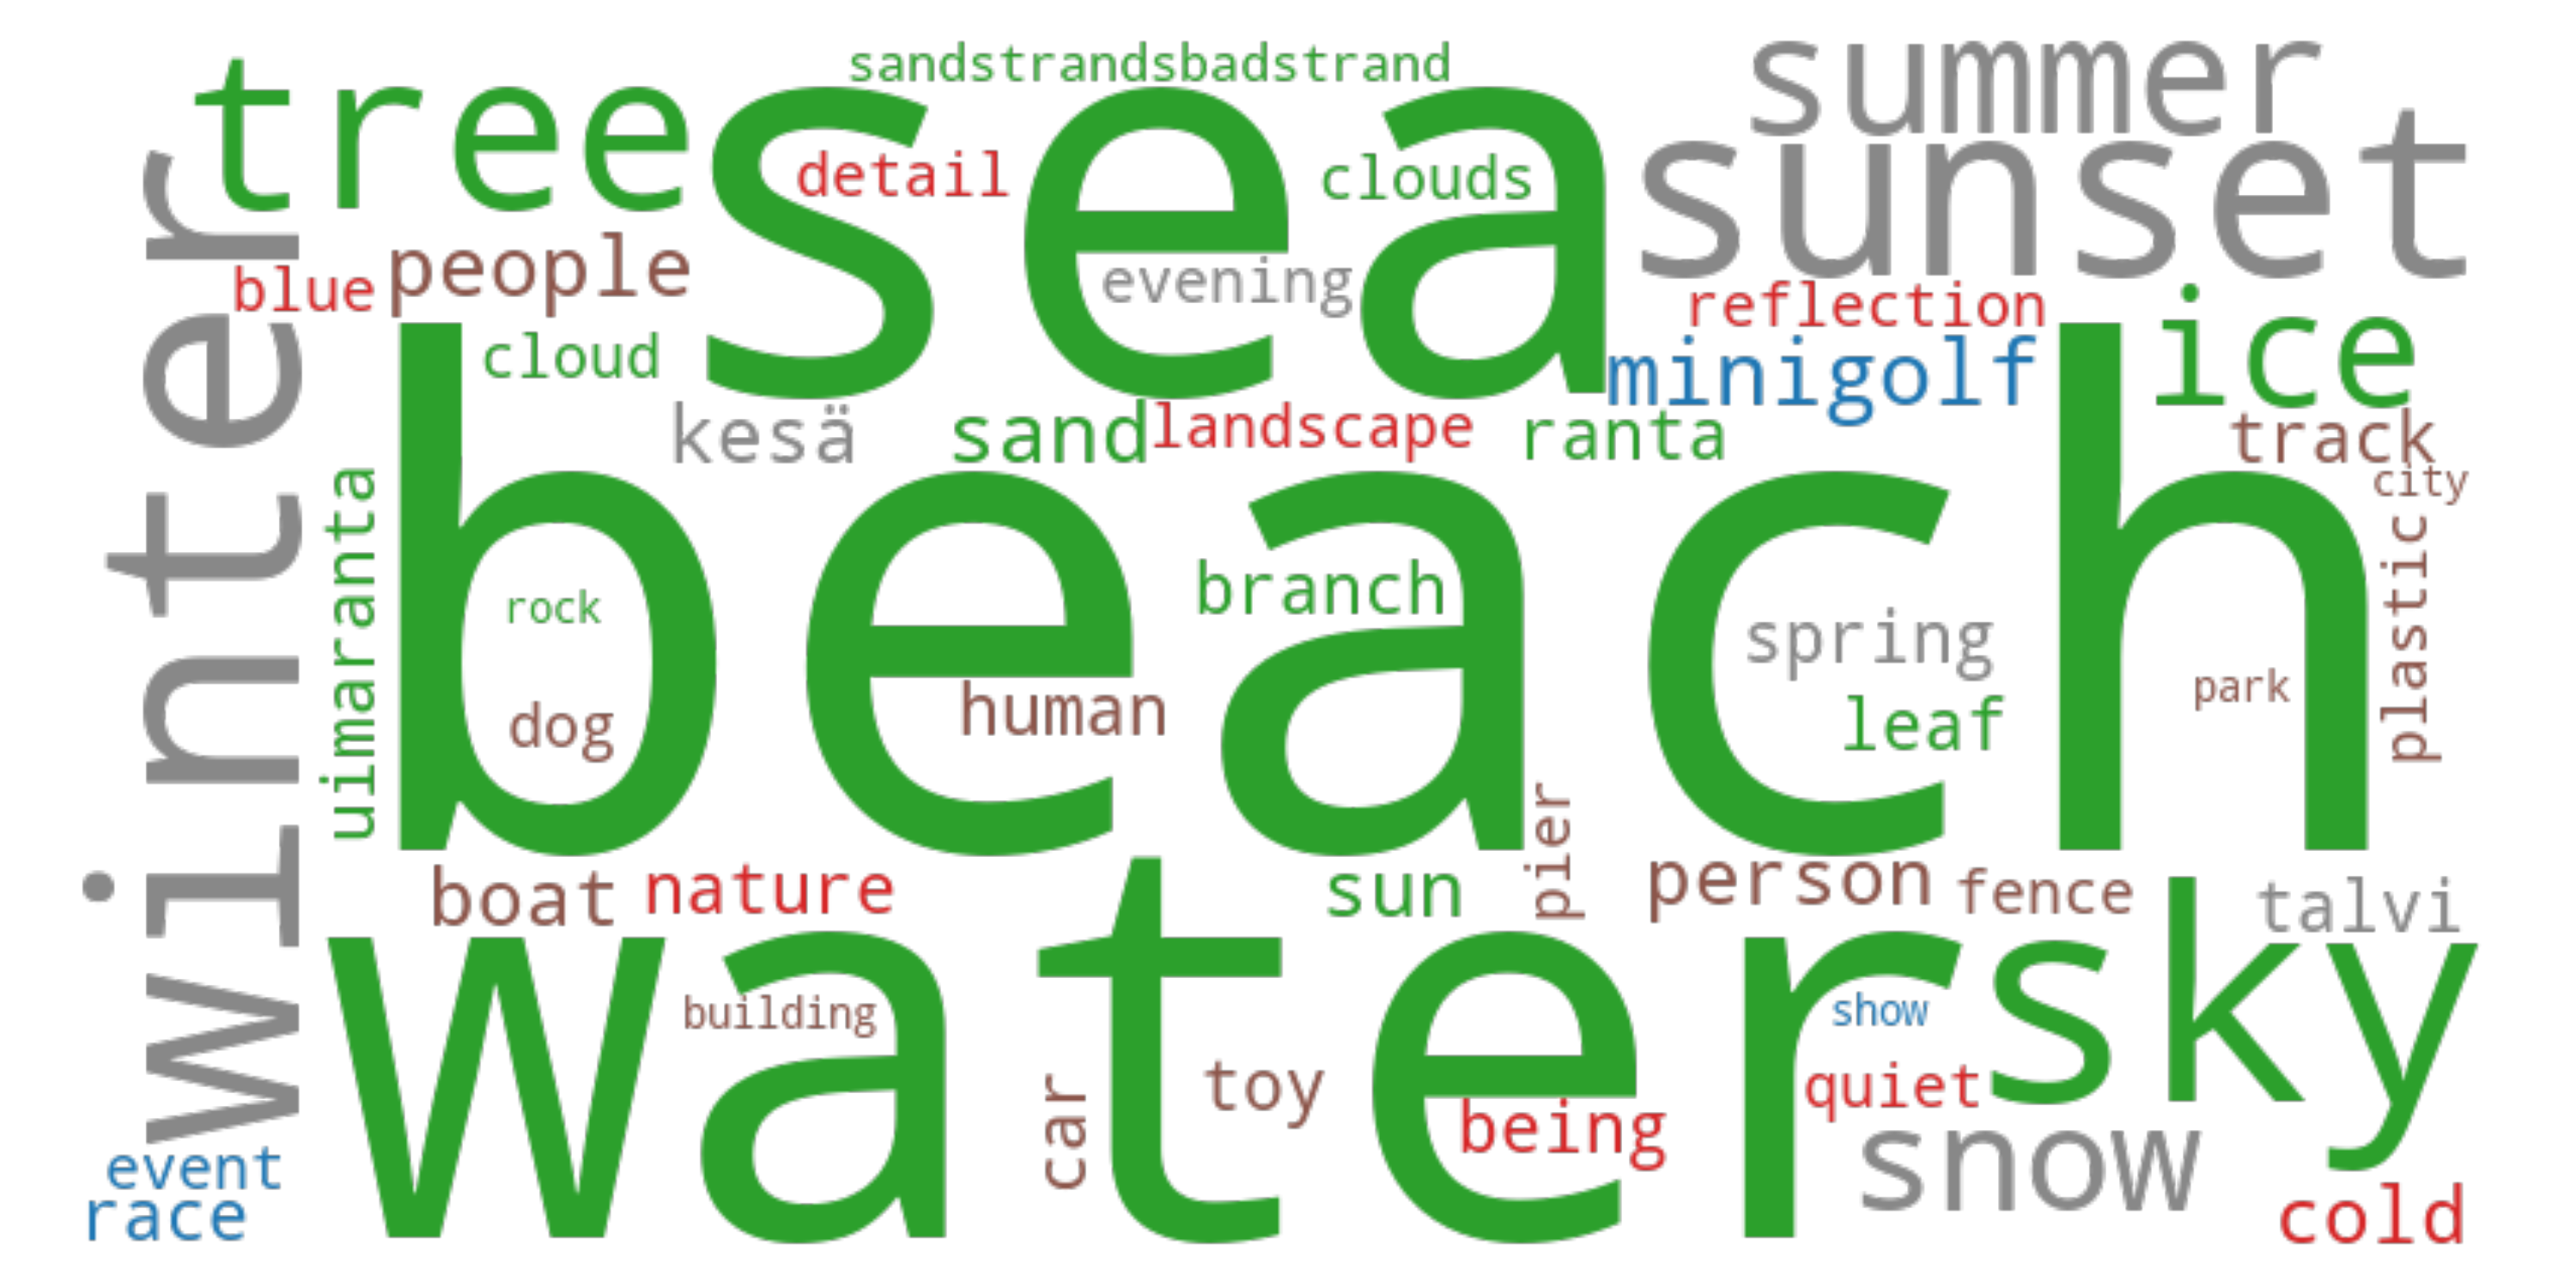 sandstrandsbadstrand
summer
tree
sea
detail
clouds
sunset
winter
people
blue
evening
reflection
ice
cloud
minigolf
kesä
sand
landscape
ranta
track
city
beach
uimaranta
rock
branch
spring
plastic
dog
human
leaf
park
pier
boat
nature
sun
person
fence
talvi
water
sky
building
show
car
toy
being
quiet
snow
event
race
cold